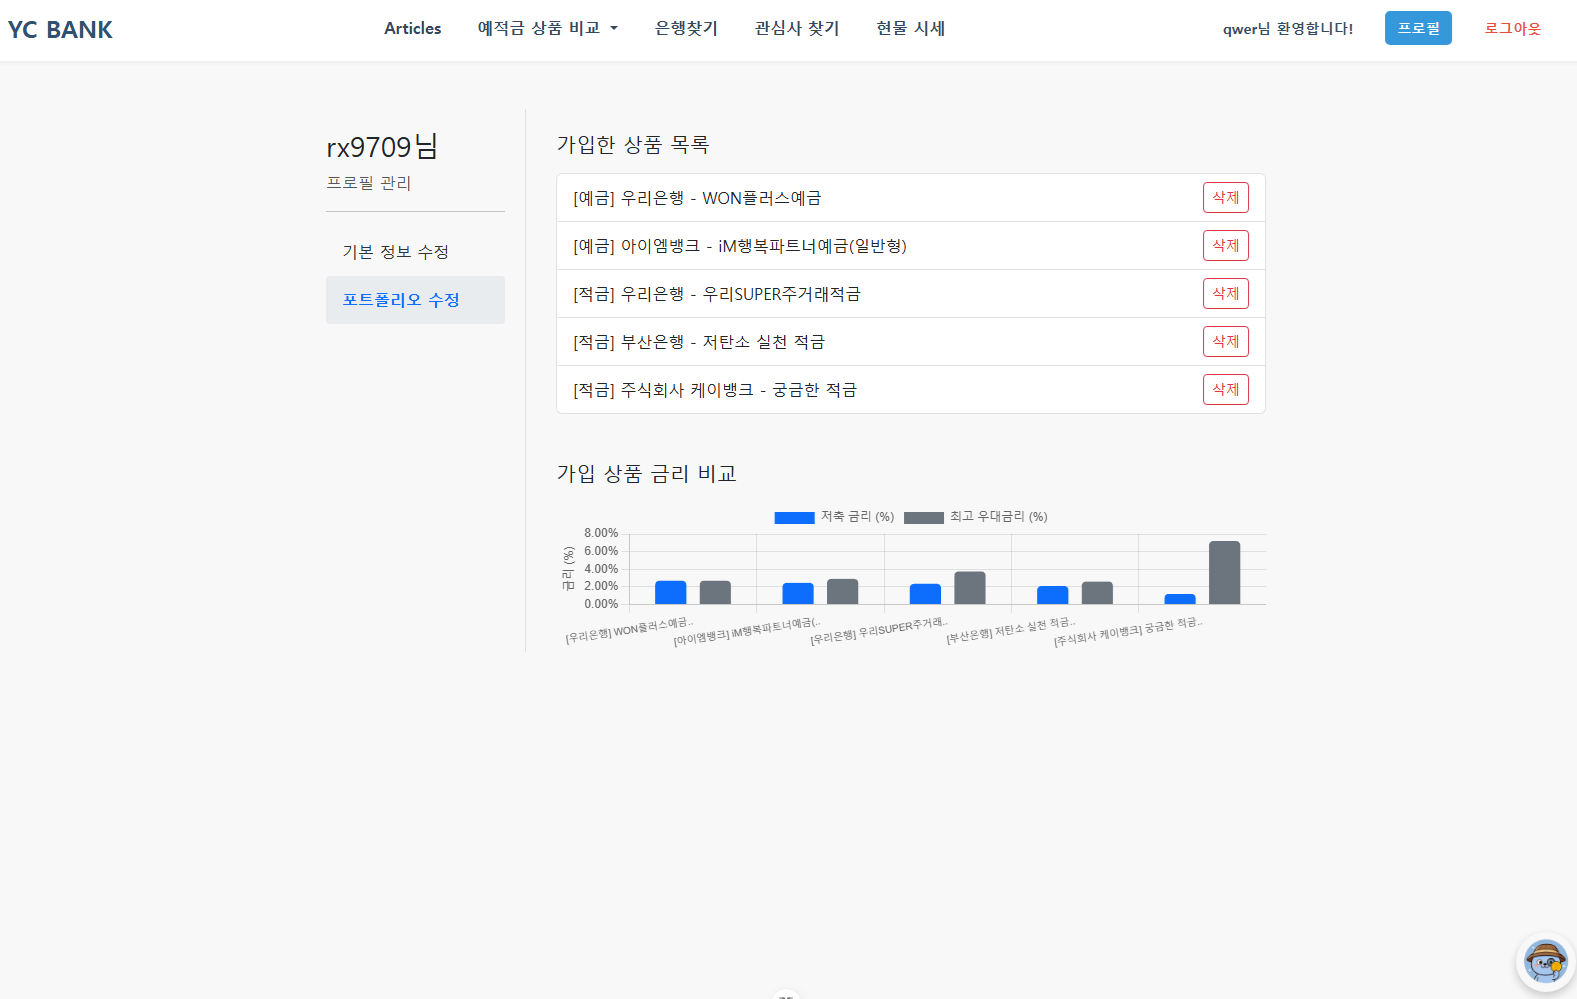 YC BANK
Articles
예적금 상품 비교
은행찾기
관심사 찾기
현물 시세
qwer님 환영합니다!
프로필
로그아웃
rx9709님
프로필 관리
기본 정보 수정
포트폴리오 수정
가입한 상품 목록
[예금] 우리은행 - WON플러스예금
삭제
[예금] 아이엠뱅크 - iM행복파트너예금(일반형)
삭제
[적금] 우리은행 - 우리SUPER주거래적금
삭제
[적금] 부산은행 - 저탄소 실천 적금
삭제
[적금] 주식회사 케이뱅크 - 궁금한 적금
삭제
가입 상품 금리 비교
저축 금리 (%)
최고 우대금리 (%)
금리 (%)
8.00%
6.00%
4.00%
2.00%
0.00%
[우리은행] WON플러스예금..
[아이엠뱅크] iM행복파트너예금(..
[우리은행] 우리SUPER주거래..
[부산은행] 저탄소 실천 적금..
[주식회사 케이뱅크] 궁금한 적금..